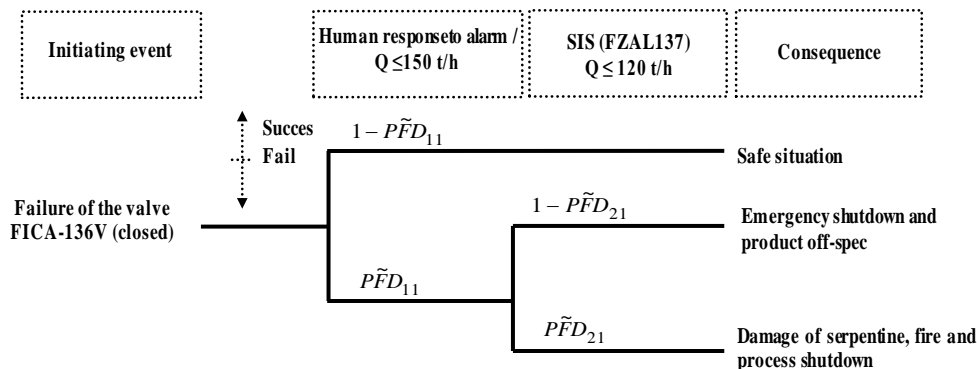 Initiating event
Human responseto alarm /
Q ≤150 t/h
SIS (FZAL137)
Q ≤ 120 t/h
Consequence
Succes
Fail
1 − PF̃D₁₁
Safe situation
Failure of the valve
FICA-136V (closed)
1 − PF̃D₂₁
Emergency shutdown and
product off-spec
PF̃D₁₁
PF̃D₂₁
Damage of serpentine, fire and
process shutdown